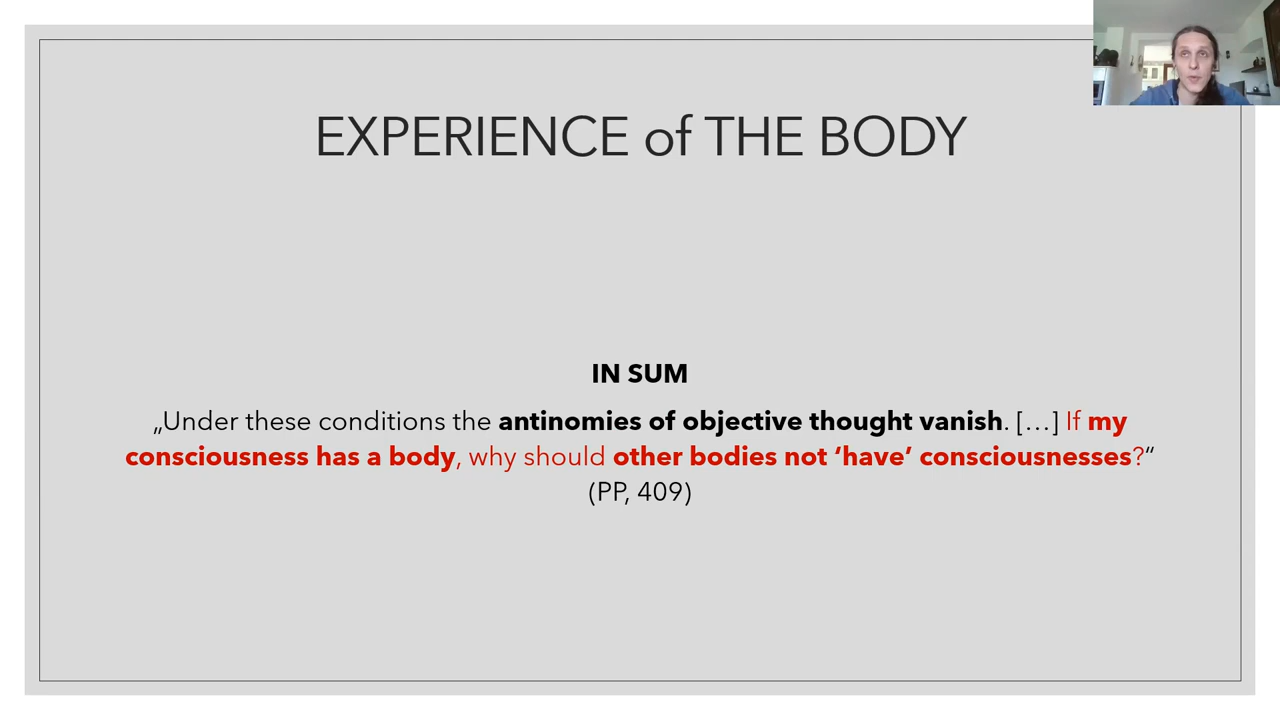 EXPERIENCE of THE BODY
IN SUM
„Under these conditions the antinomies of objective thought vanish. […] If my
consciousness has a body, why should other bodies not ‘have’ consciousnesses?“
(PP, 409)